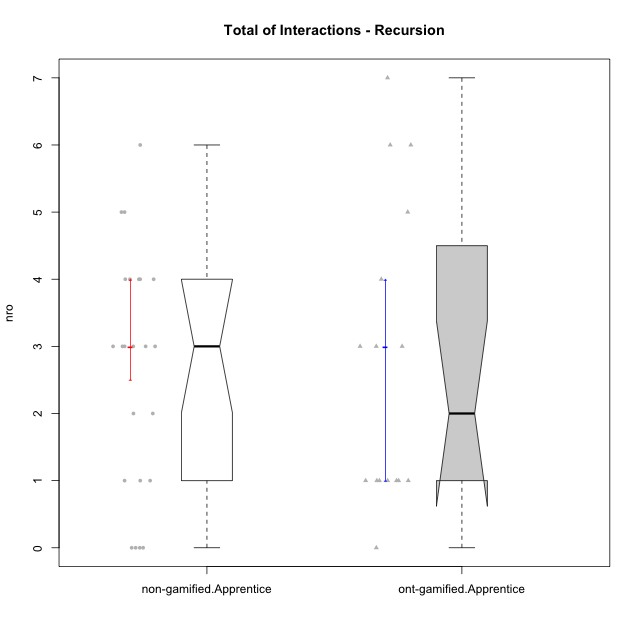 Total of Interactions - Recursion
7
6
5
4
3
2
1
0
nro
non-gamified.Apprentice
ont-gamified.Apprentice